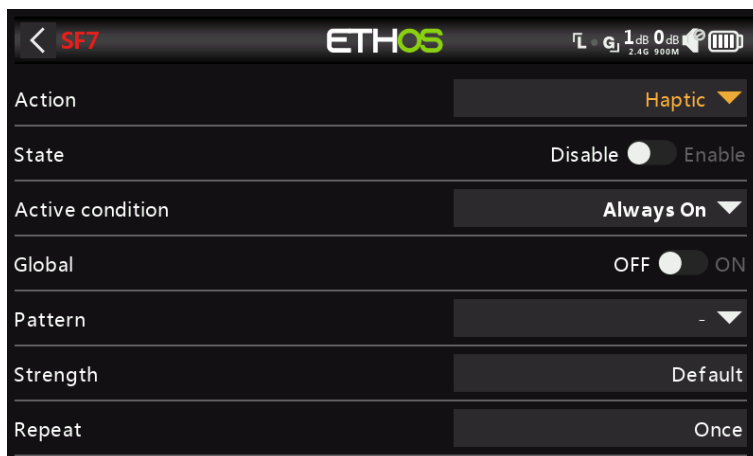 SF7 ETHOS L G 1dB 2.4G 0dB 900M
Action Haptic
State Disable Enable
Active condition Always On
Global OFF ON
Pattern -
Strength Default
Repeat Once